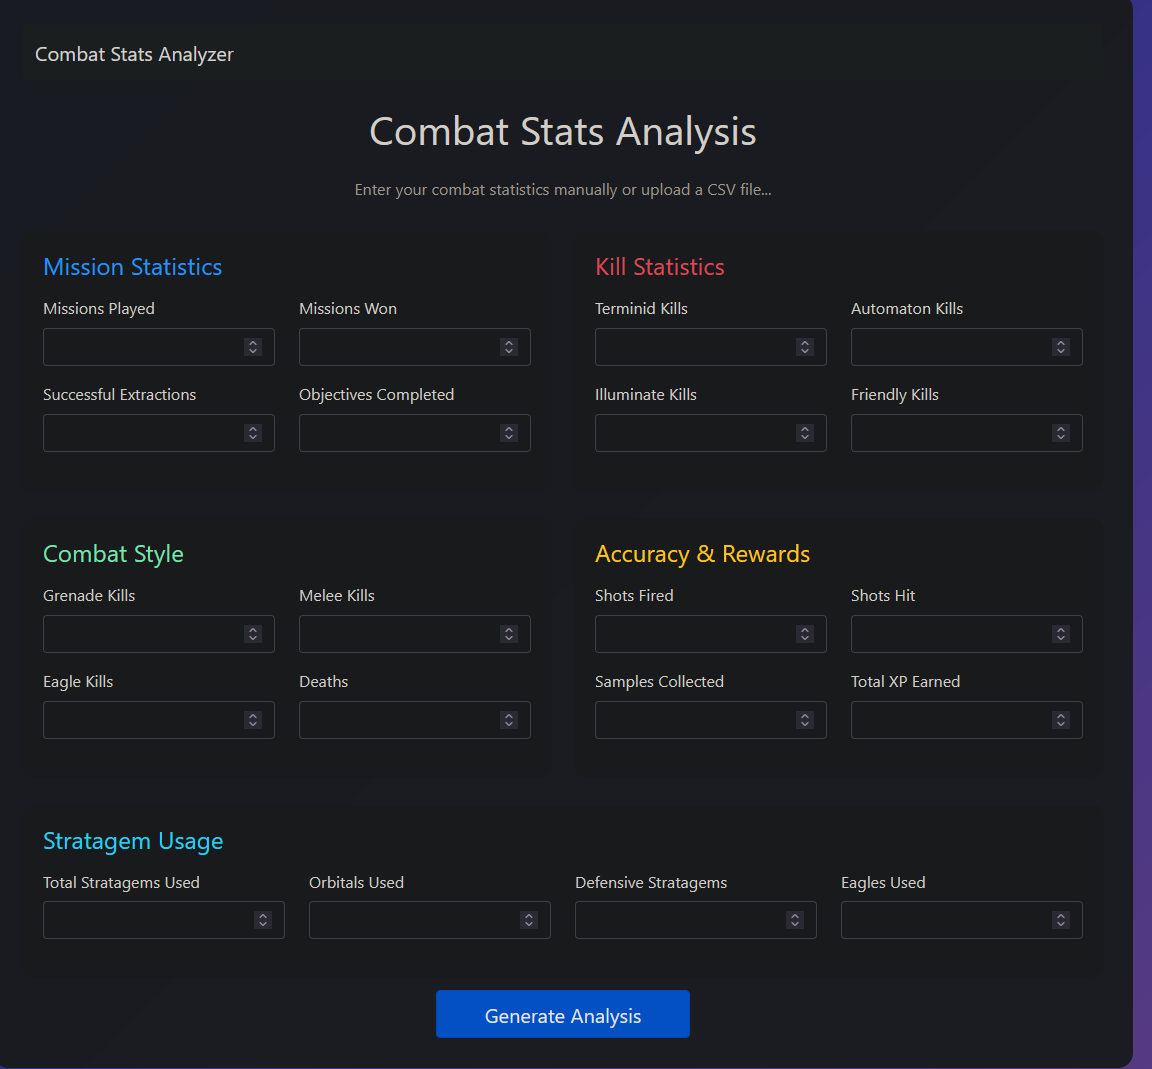 Combat Stats Analyzer
Combat Stats Analysis
Enter your combat statistics manually or upload a CSV file...
Mission Statistics
Missions Played
Missions Won
Successful Extractions
Objectives Completed
Kill Statistics
Terminid Kills
Automaton Kills
Illuminate Kills
Friendly Kills
Combat Style
Grenade Kills
Melee Kills
Eagle Kills
Deaths
Accuracy & Rewards
Shots Fired
Shots Hit
Samples Collected
Total XP Earned
Stratagem Usage
Total Stratagems Used
Orbitals Used
Defensive Stratagems
Eagles Used
Generate Analysis